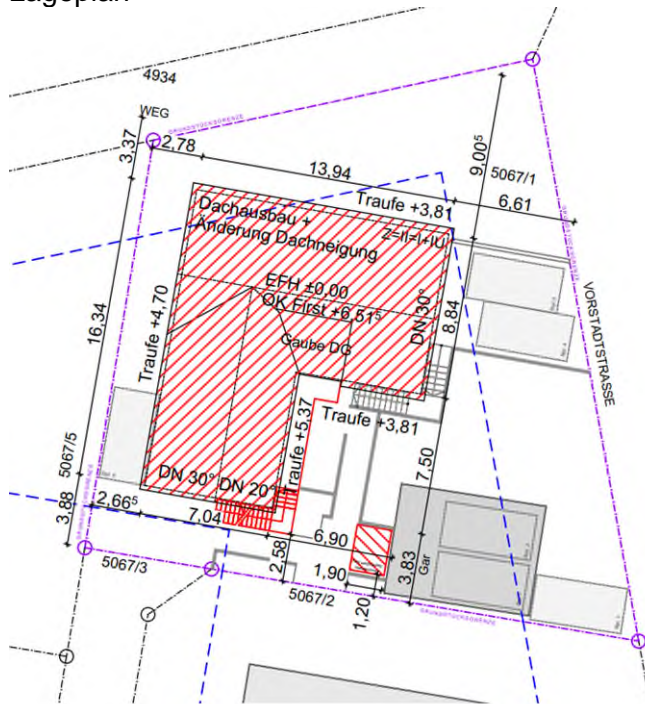 Lageplan
4934
WEG
GRUNDSTÜCKSGRENZE
3,37
2,78
13,94
9,00⁵
5067/1
6,61
Traufe +3,81
Dachausbau +
Änderung Dachneigung
Z=II=I+IU
EFH ±0,00
OK First +6,51⁵
DN 30°
8,84
Gaube DG
VORSTADTSTRASSE
GRUNDSTÜCKSGRENZE
16,34
Traufe +4,70
Traufe +5,37
Traufe +3,81
7,50
5067/5
GRUNDSTÜCKSGRENZE
3,88
DN 30°
DN 20°
2,66⁵
7,04
6,90
2,58
1,90
1,20
3,83
Gar
5067/3
5067/2
GRUNDSTÜCKSGRENZE